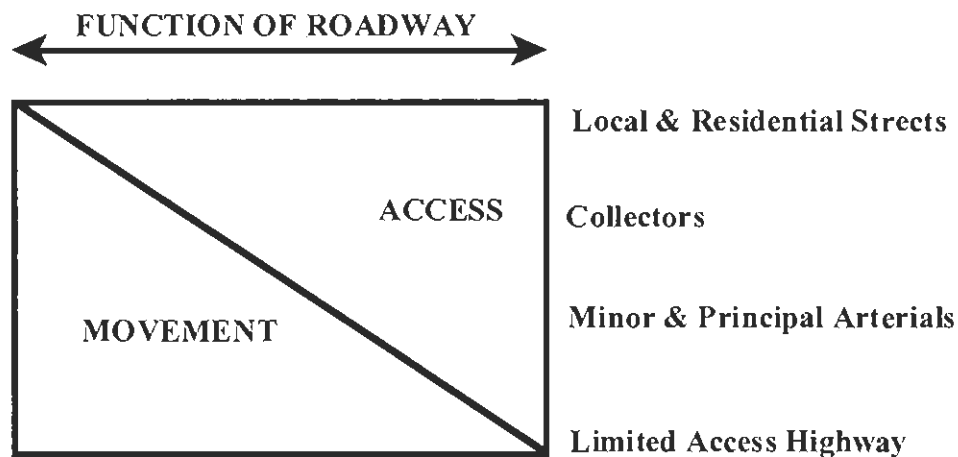 FUNCTION OF ROADWAY
Local & Residential Strects
ACCESS
Collectors
MOVEMENT
Minor & Principal Arterials
Limited Access Highway